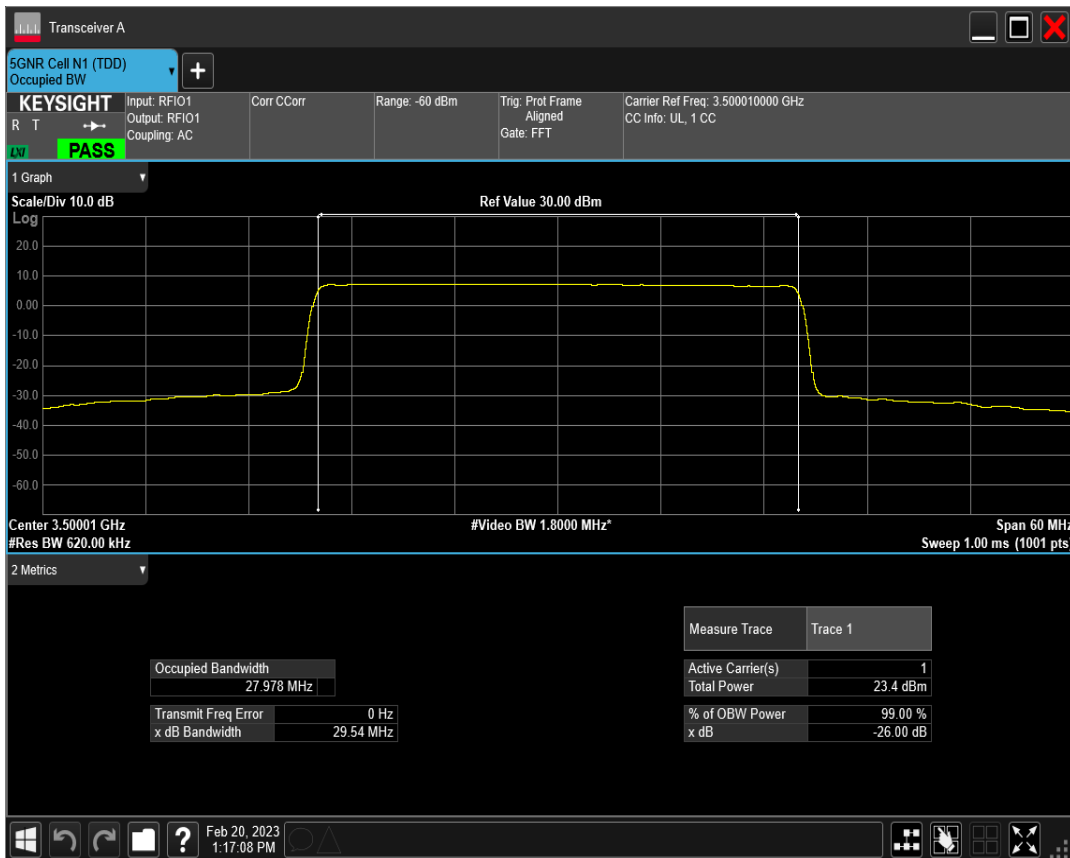 Transceiver A
5GNR Cell N1 (TDD)
Occupied BW
+
KEYSIGHT Input: RFIO1 Corr CCorr Range: -60 dBm Trig: Prot Frame Carrier Ref Freq: 3.500010000 GHz
R T Output: RFIO1 Aligned CC Info: UL, 1 CC
Coupling: AC Gate: FFT
LXI PASS
1 Graph
Scale/Div 10.0 dB Ref Value 30.00 dBm
Log
20.0
10.0
0.00
-10.0
-20.0
-30.0
-40.0
-50.0
-60.0
Center 3.50001 GHz #Video BW 1.8000 MHz* Span 60 MHz
#Res BW 620.00 kHz Sweep 1.00 ms (1001 pts)
2 Metrics
Measure Trace Trace 1
Occupied Bandwidth Active Carrier(s) 1
27.978 MHz Total Power 23.4 dBm
Transmit Freq Error 0 Hz % of OBW Power 99.00 %
x dB Bandwidth 29.54 MHz x dB -26.00 dB
? Feb 20, 2023
1:17:08 PM